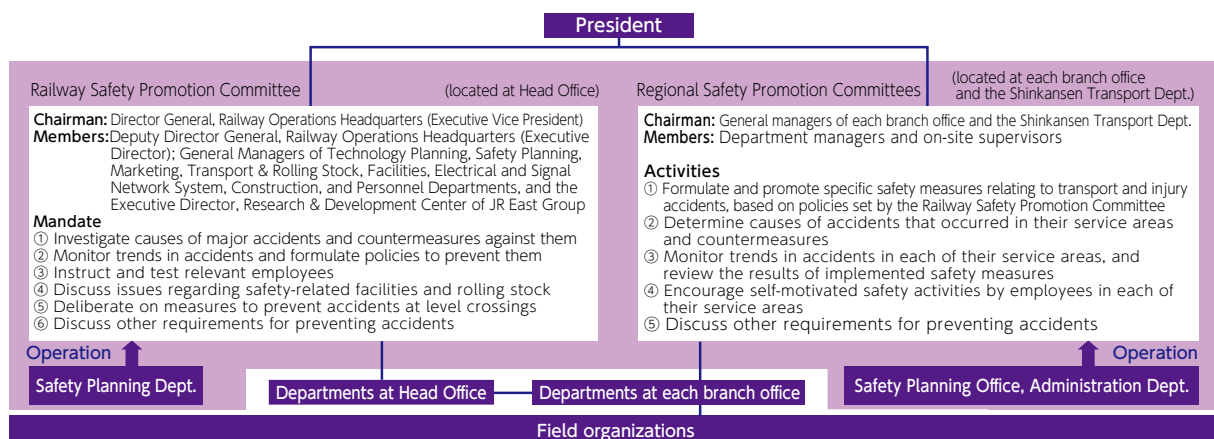 President
Railway Safety Promotion Committee
(located at Head Office)
Chairman: Director General, Railway Operations Headquarters (Executive Vice President)
Members:Deputy Director General, Railway Operations Headquarters (Executive
Director); General Managers of Technology Planning, Safety Planning,
Marketing, Transport & Rolling Stock, Facilities, Electrical and Signal
Network System, Construction, and Personnel Departments, and the
Executive Director, Research & Development Center of JR East Group
Mandate
① Investigate causes of major accidents and countermeasures against them
② Monitor trends in accidents and formulate policies to prevent them
③ Instruct and test relevant employees
④ Discuss issues regarding safety-related facilities and rolling stock
⑤ Deliberate on measures to prevent accidents at level crossings
⑥ Discuss other requirements for preventing accidents
Operation
Safety Planning Dept.
Regional Safety Promotion Committees
(located at each branch office
and the Shinkansen Transport Dept.)
Chairman: General managers of each branch office and the Shinkansen Transport Dept.
Members: Department managers and on-site supervisors
Activities
① Formulate and promote specific safety measures relating to transport and injury
accidents, based on policies set by the Railway Safety Promotion Committee
② Determine causes of accidents that occurred in their service areas
and countermeasures
③ Monitor trends in accidents in each of their service areas, and
review the results of implemented safety measures
④ Encourage self-motivated safety activities by employees in each of
their service areas
⑤ Discuss other requirements for preventing accidents
Operation
Safety Planning Office, Administration Dept.
Departments at Head Office
Departments at each branch office
Field organizations